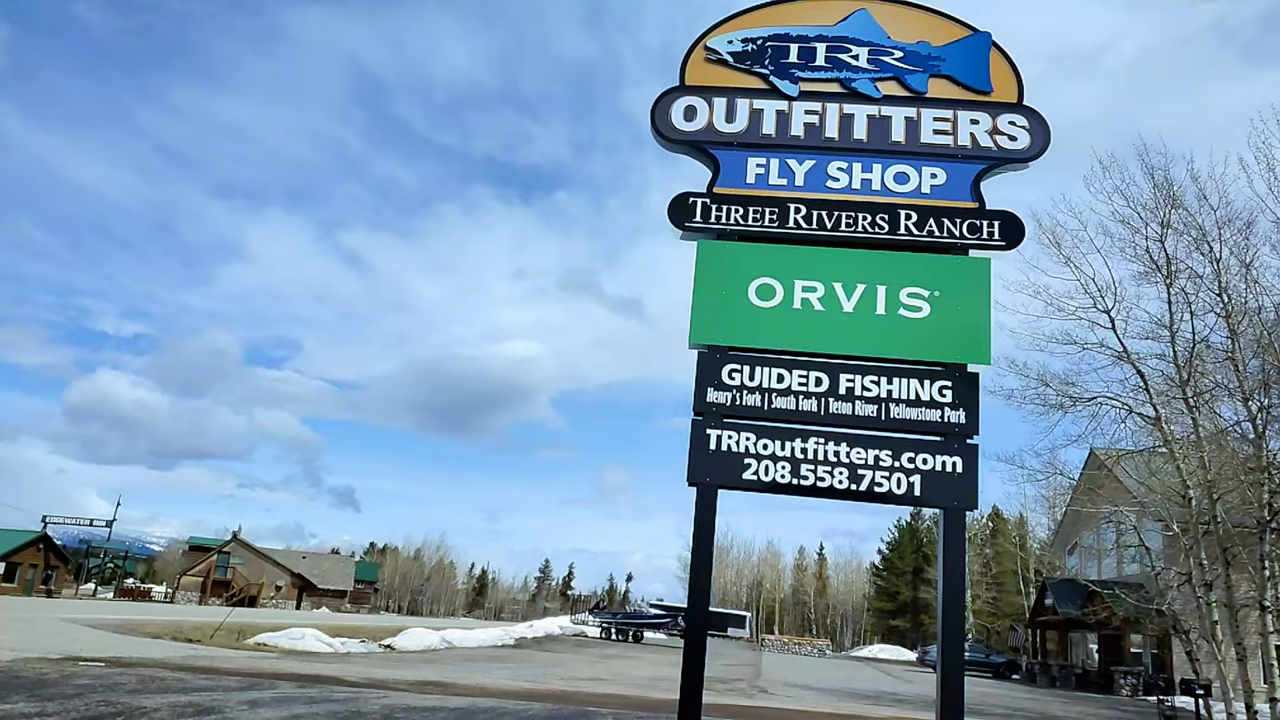 TRR
OUTFITTERS
FLY SHOP
THREE RIVERS RANCH
ORVIS®
GUIDED FISHING
Henry's Fork | South Fork | Teton River | Yellowstone Park
TRRoutfitters.com
208.558.7501
EDGEWATER INN